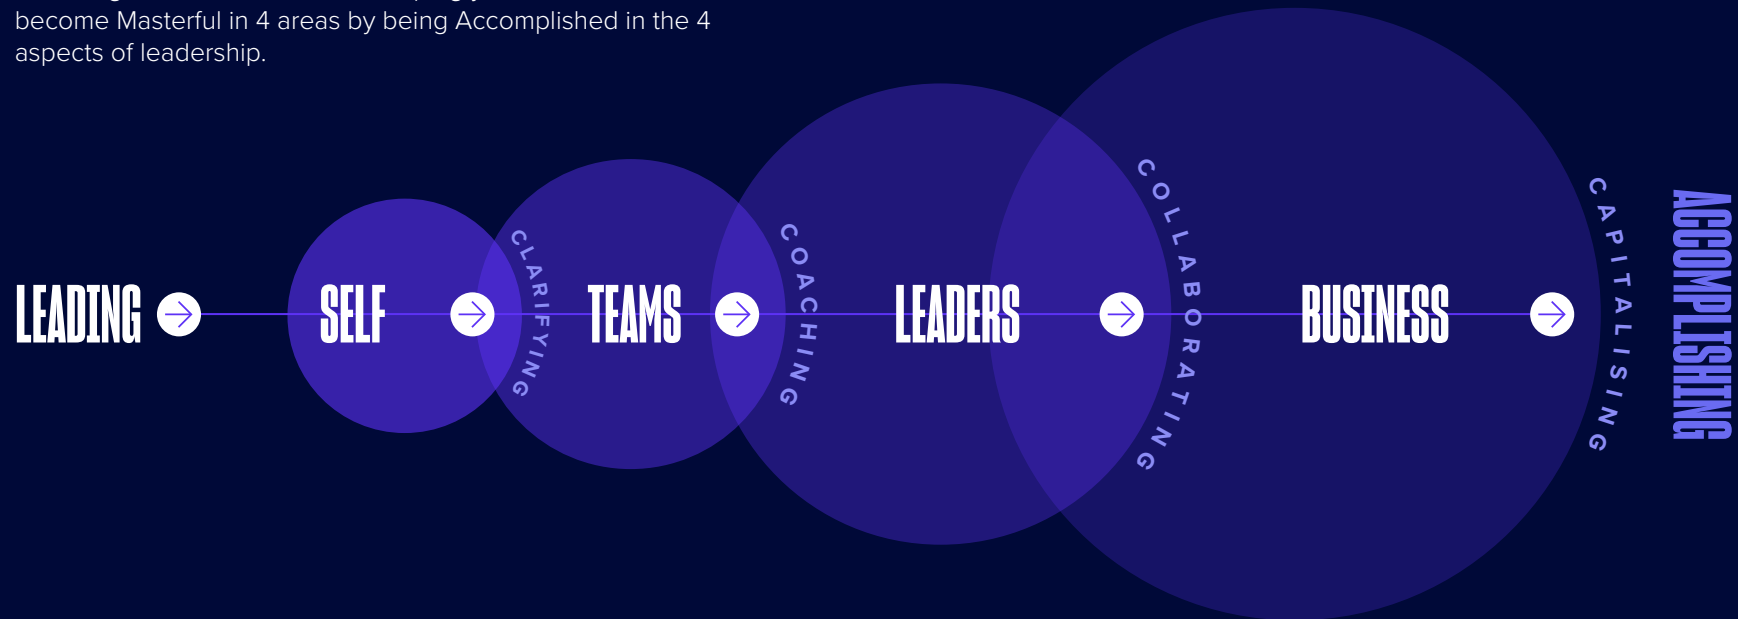 become Masterful in 4 areas by being Accomplished in the 4
aspects of leadership.
LEADING
SELF
CLARIFYING
TEAMS
COACHING
LEADERS
COLLABORATING
BUSINESS
CAPITALISING
ACCOMPLISHING